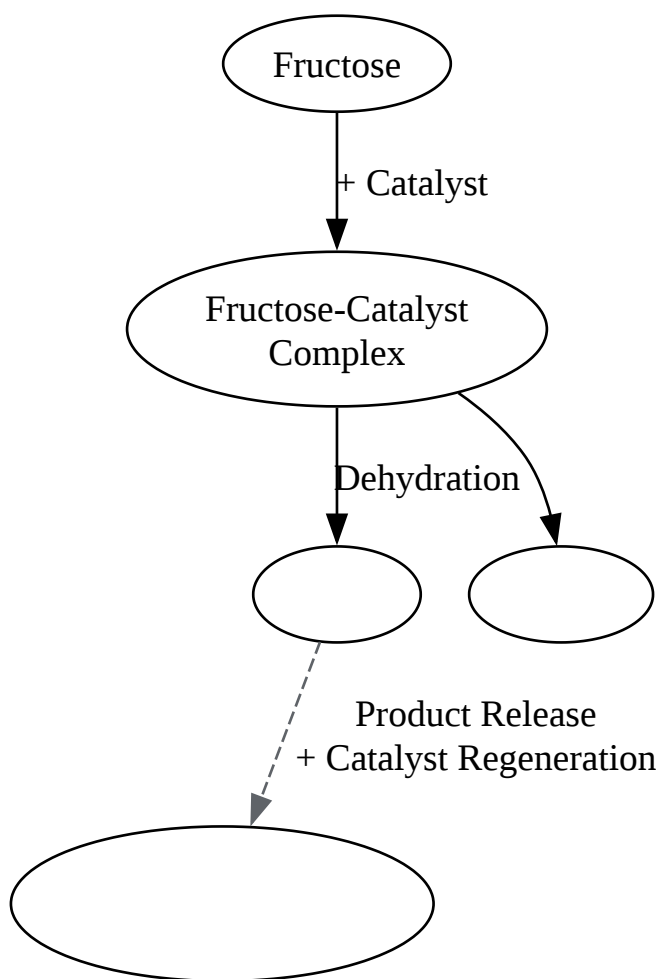 Fructose
+ Catalyst
Fructose-Catalyst
Complex
Dehydration
Product Release
+ Catalyst Regeneration